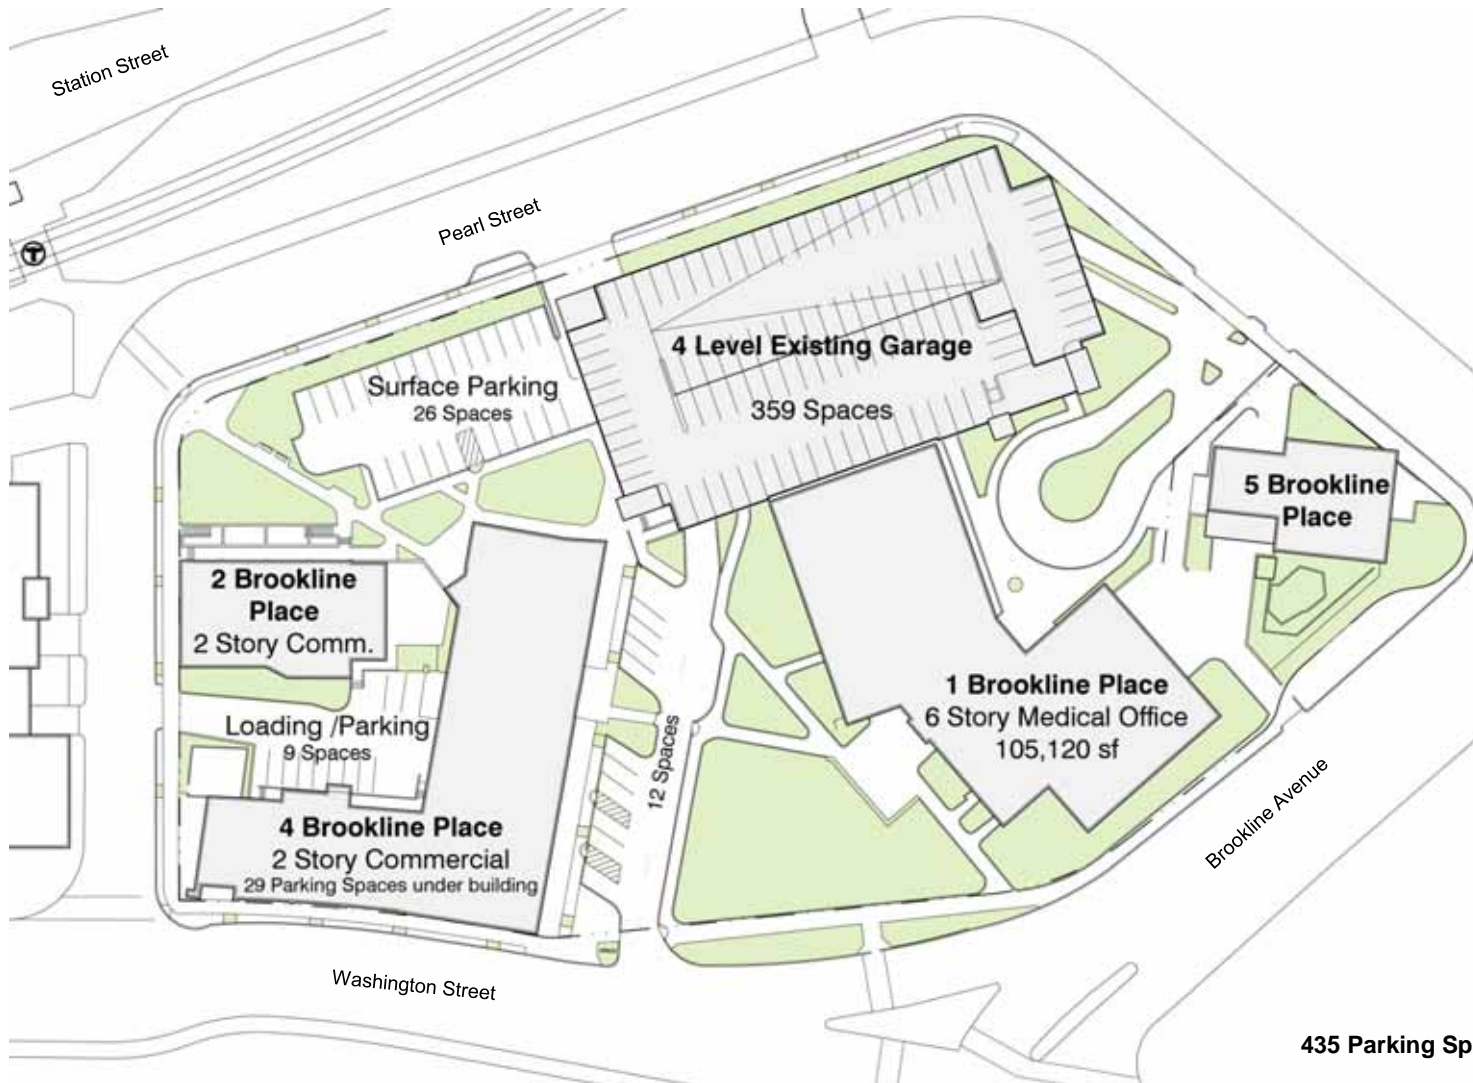 Station Street
Pearl Street
T
4 Level Existing Garage
359 Spaces
Surface Parking
26 Spaces
5 Brookline
Place
2 Brookline
Place
2 Story Comm.
1 Brookline Place
6 Story Medical Office
105,120 sf
Loading /Parking
9 Spaces
12 Spaces
4 Brookline Place
2 Story Commercial
29 Parking Spaces under building
Brookline Avenue
Washington Street
435 Parking Sp